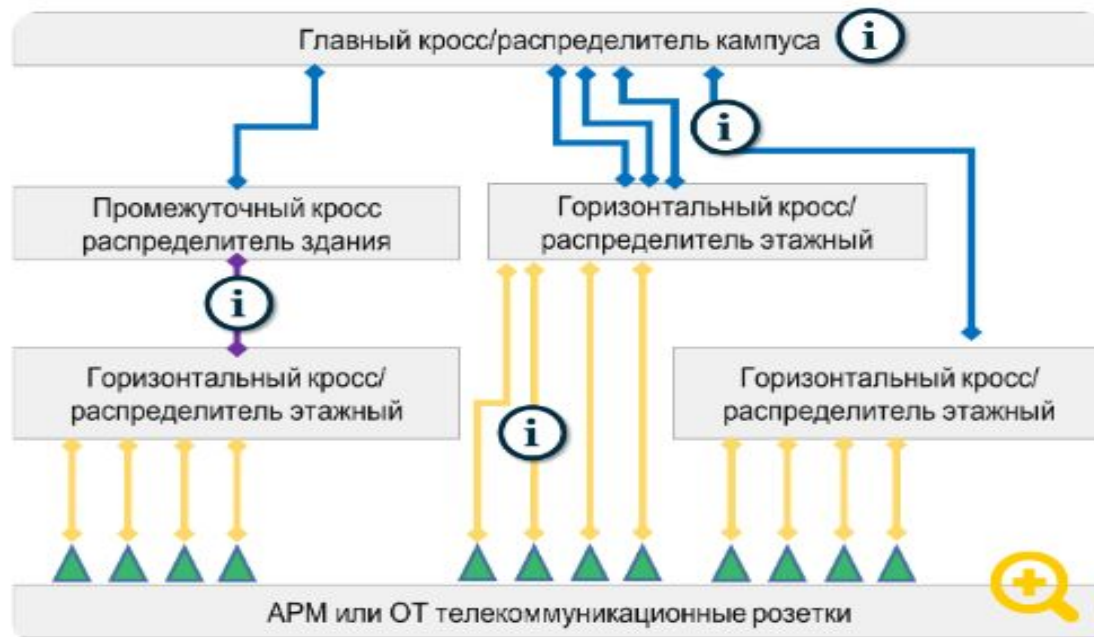 Главный кросс/распределитель кампуса i
i
Промежуточный кросс
распределитель здания
Горизонтальный кросс/
распределитель этажный
i
Горизонтальный кросс/
распределитель этажный
Горизонтальный кросс/
распределитель этажный
i
АРМ или ОТ телекоммуникационные розетки